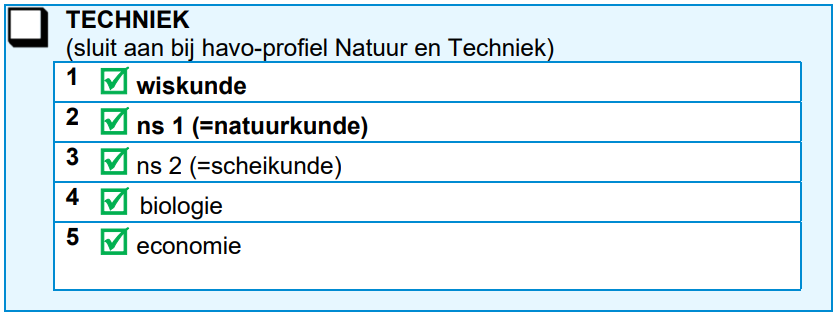 TECHNIEK
(sluit aan bij havo-profiel Natuur en Techniek)
1 wiskunde
2 ns 1 (=natuurkunde)
3 ns 2 (=scheikunde)
4 biologie
5 economie